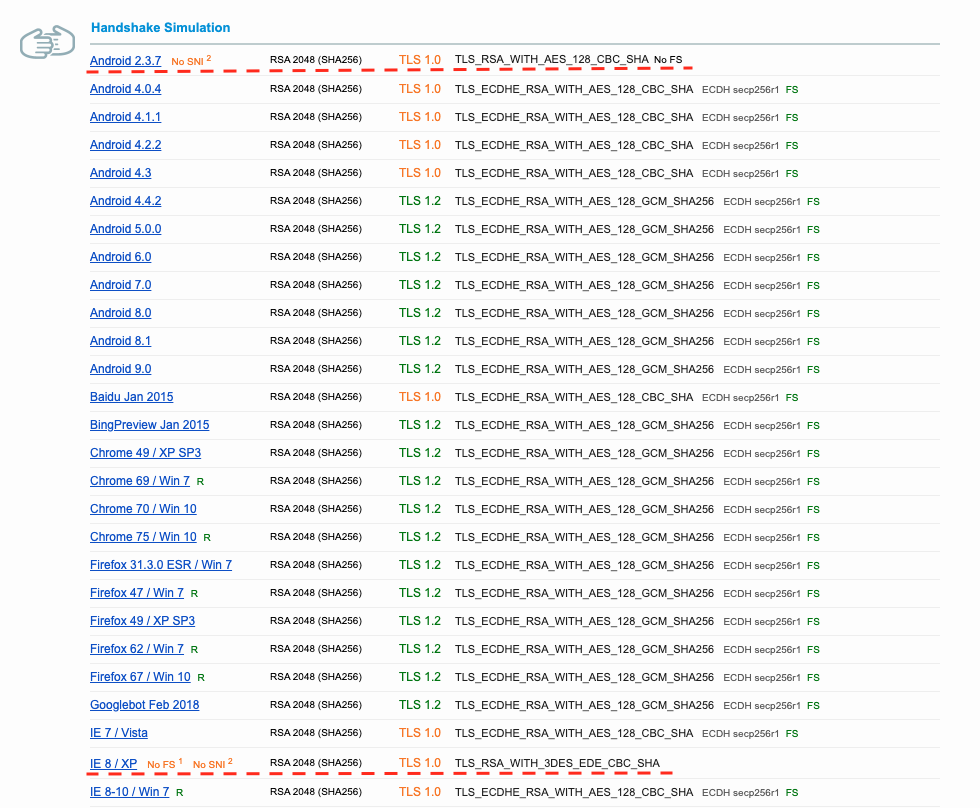 Handshake Simulation
Android 2.3.7 No SNI 2 RSA 2048 (SHA256) TLS 1.0 TLS_RSA_WITH_AES_128_CBC_SHA No FS
Android 4.0.4 RSA 2048 (SHA256) TLS 1.0 TLS_ECDHE_RSA_WITH_AES_128_CBC_SHA ECDH secp256r1 FS
Android 4.1.1 RSA 2048 (SHA256) TLS 1.0 TLS_ECDHE_RSA_WITH_AES_128_CBC_SHA ECDH secp256r1 FS
Android 4.2.2 RSA 2048 (SHA256) TLS 1.0 TLS_ECDHE_RSA_WITH_AES_128_CBC_SHA ECDH secp256r1 FS
Android 4.3 RSA 2048 (SHA256) TLS 1.0 TLS_ECDHE_RSA_WITH_AES_128_CBC_SHA ECDH secp256r1 FS
Android 4.4.2 RSA 2048 (SHA256) TLS 1.2 TLS_ECDHE_RSA_WITH_AES_128_GCM_SHA256 ECDH secp256r1 FS
Android 5.0.0 RSA 2048 (SHA256) TLS 1.2 TLS_ECDHE_RSA_WITH_AES_128_GCM_SHA256 ECDH secp256r1 FS
Android 6.0 RSA 2048 (SHA256) TLS 1.2 TLS_ECDHE_RSA_WITH_AES_128_GCM_SHA256 ECDH secp256r1 FS
Android 7.0 RSA 2048 (SHA256) TLS 1.2 TLS_ECDHE_RSA_WITH_AES_128_GCM_SHA256 ECDH secp256r1 FS
Android 8.0 RSA 2048 (SHA256) TLS 1.2 TLS_ECDHE_RSA_WITH_AES_128_GCM_SHA256 ECDH secp256r1 FS
Android 8.1 RSA 2048 (SHA256) TLS 1.2 TLS_ECDHE_RSA_WITH_AES_128_GCM_SHA256 ECDH secp256r1 FS
Android 9.0 RSA 2048 (SHA256) TLS 1.2 TLS_ECDHE_RSA_WITH_AES_128_GCM_SHA256 ECDH secp256r1 FS
Baidu Jan 2015 RSA 2048 (SHA256) TLS 1.0 TLS_ECDHE_RSA_WITH_AES_128_CBC_SHA ECDH secp256r1 FS
BingPreview Jan 2015 RSA 2048 (SHA256) TLS 1.2 TLS_ECDHE_RSA_WITH_AES_128_GCM_SHA256 ECDH secp256r1 FS
Chrome 49 / XP SP3 RSA 2048 (SHA256) TLS 1.2 TLS_ECDHE_RSA_WITH_AES_128_GCM_SHA256 ECDH secp256r1 FS
Chrome 69 / Win 7 R RSA 2048 (SHA256) TLS 1.2 TLS_ECDHE_RSA_WITH_AES_128_GCM_SHA256 ECDH secp256r1 FS
Chrome 70 / Win 10 RSA 2048 (SHA256) TLS 1.2 TLS_ECDHE_RSA_WITH_AES_128_GCM_SHA256 ECDH secp256r1 FS
Chrome 75 / Win 10 R RSA 2048 (SHA256) TLS 1.2 TLS_ECDHE_RSA_WITH_AES_128_GCM_SHA256 ECDH secp256r1 FS
Firefox 31.3.0 ESR / Win 7 RSA 2048 (SHA256) TLS 1.2 TLS_ECDHE_RSA_WITH_AES_128_GCM_SHA256 ECDH secp256r1 FS
Firefox 47 / Win 7 R RSA 2048 (SHA256) TLS 1.2 TLS_ECDHE_RSA_WITH_AES_128_GCM_SHA256 ECDH secp256r1 FS
Firefox 49 / XP SP3 RSA 2048 (SHA256) TLS 1.2 TLS_ECDHE_RSA_WITH_AES_128_GCM_SHA256 ECDH secp256r1 FS
Firefox 62 / Win 7 R RSA 2048 (SHA256) TLS 1.2 TLS_ECDHE_RSA_WITH_AES_128_GCM_SHA256 ECDH secp256r1 FS
Firefox 67 / Win 10 R RSA 2048 (SHA256) TLS 1.2 TLS_ECDHE_RSA_WITH_AES_128_GCM_SHA256 ECDH secp256r1 FS
Googlebot Feb 2018 RSA 2048 (SHA256) TLS 1.2 TLS_ECDHE_RSA_WITH_AES_128_GCM_SHA256 ECDH secp256r1 FS
IE 7 / Vista RSA 2048 (SHA256) TLS 1.0 TLS_ECDHE_RSA_WITH_AES_128_CBC_SHA ECDH secp256r1 FS
IE 8 / XP No FS 1 No SNI 2 RSA 2048 (SHA256) TLS 1.0 TLS_RSA_WITH_3DES_EDE_CBC_SHA
IE 8-10 / Win 7 R RSA 2048 (SHA256) TLS 1.0 TLS_ECDHE_RSA_WITH_AES_128_CBC_SHA ECDH secp256r1 FS